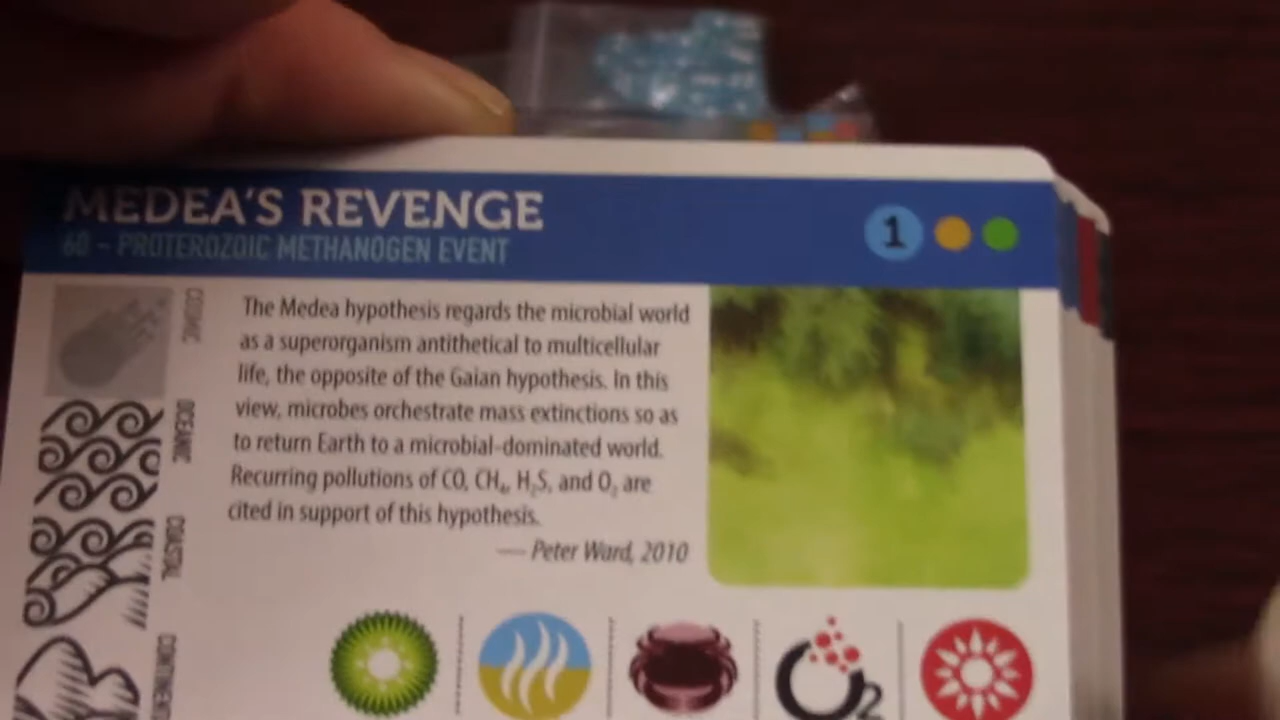 MEDEA'S REVENGE
1
60 – PROTEROZOIC METHANOGEN EVENT
COSMIC
OCEANIC
COASTAL
CONTINENT
The Medea hypothesis regards the microbial world
as a superorganism antithetical to multicellular
life, the opposite of the Gaian hypothesis. In this
view, microbes orchestrate mass extinctions so as
to return Earth to a microbial-dominated world.
Recurring pollutions of CO, CH₄, H₂S, and O₂ are
cited in support of this hypothesis.
— Peter Ward, 2010
O2